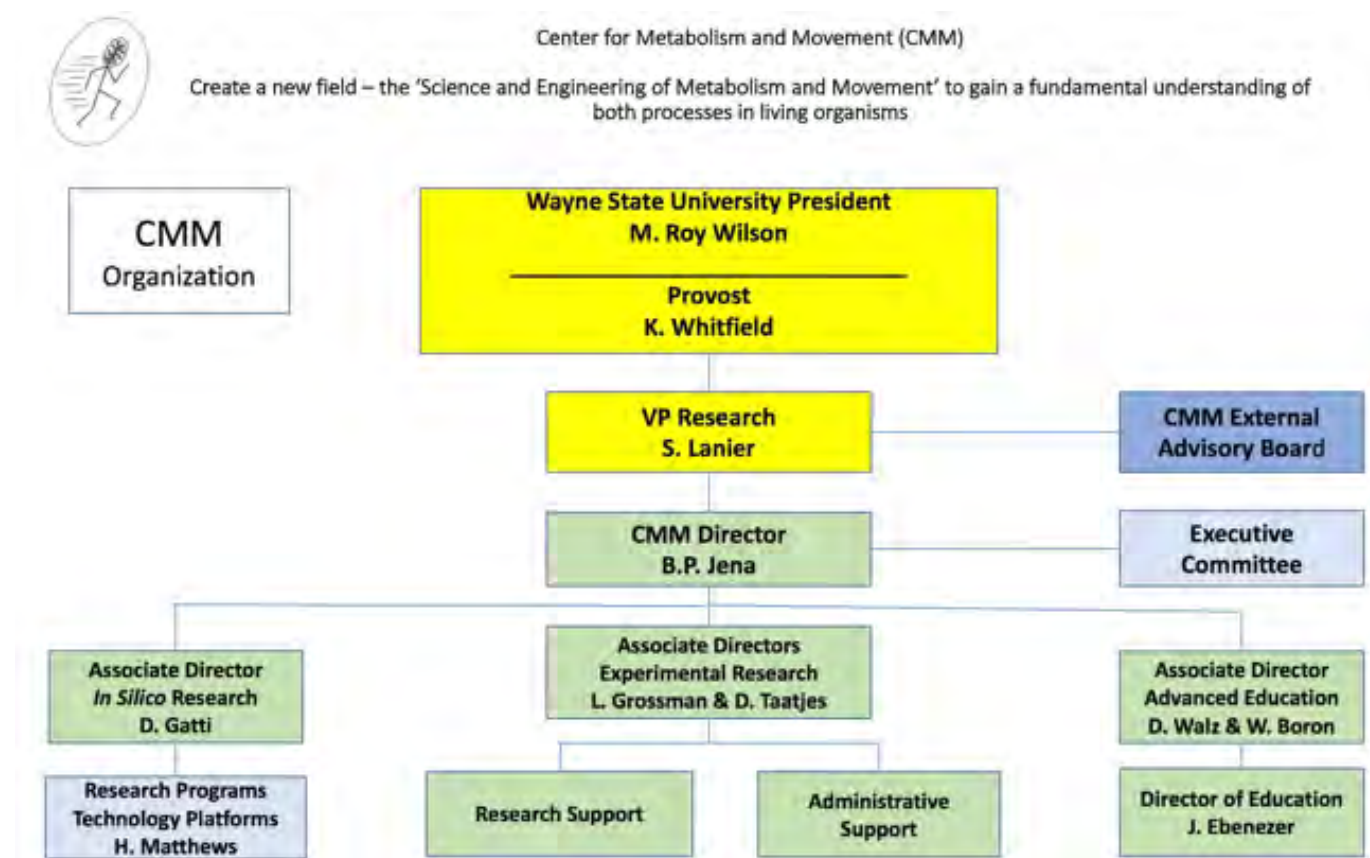 Center for Metabolism and Movement (CMM)
Create a new field – the 'Science and Engineering of Metabolism and Movement' to gain a fundamental understanding of
both processes in living organisms
CMM
Organization
Wayne State University President
M. Roy Wilson
Provost
K. Whitfield
VP Research
S. Lanier
CMM External
Advisory Board
CMM Director
B.P. Jena
Executive
Committee
Associate Director
In Silico Research
D. Gatti
Associate Directors
Experimental Research
L. Grossman & D. Taatjes
Associate Director
Advanced Education
D. Walz & W. Boron
Research Programs
Technology Platforms
H. Matthews
Research Support
Administrative
Support
Director of Education
J. Ebenezer